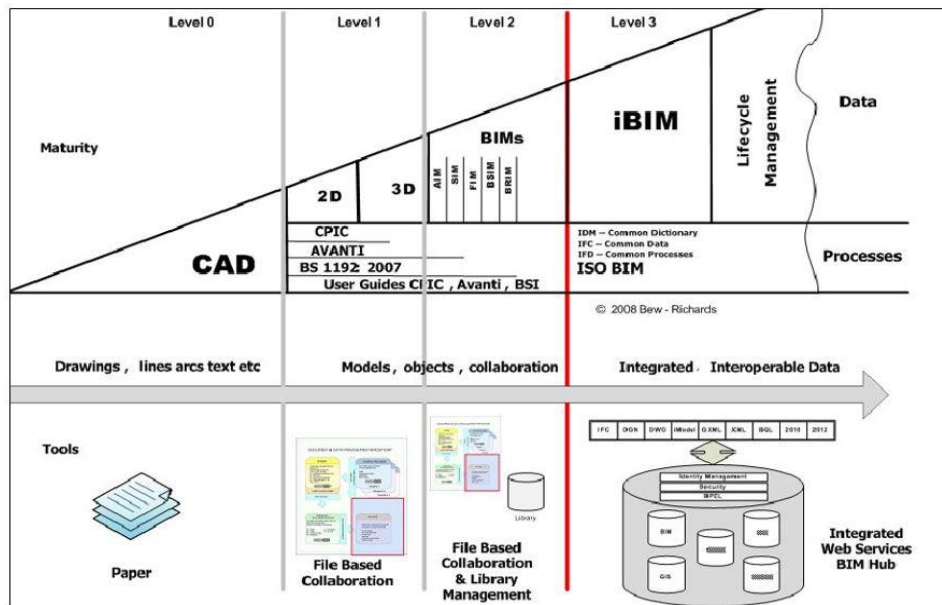 Level 0
Level 1
Level 2
Level 3
Maturity
CAD
2D
3D
BIMs
AIM
SIM
FIM
BSIM
BRIM
iBIM
Lifecycle
Management
Data
CPIC
AVANTI
BS 1192: 2007
User Guides CPIC , Avanti , BSI
IDM – Common Dictionary
IFC – Common Data
IFD – Common Processes
ISO BIM
Processes
© 2008 Bew - Richards
Drawings , lines arcs text etc
Models , objects , collaboration
Integrated , Interoperable Data
Tools
Paper
File Based
Collaboration
Library
File Based
Collaboration
& Library
Management
IFC DGN DWG iModel GXML XML SQL 2010 2012
Identity Management
Security
BPEL
BIM
GIS
Integrated
Web Services
BIM Hub